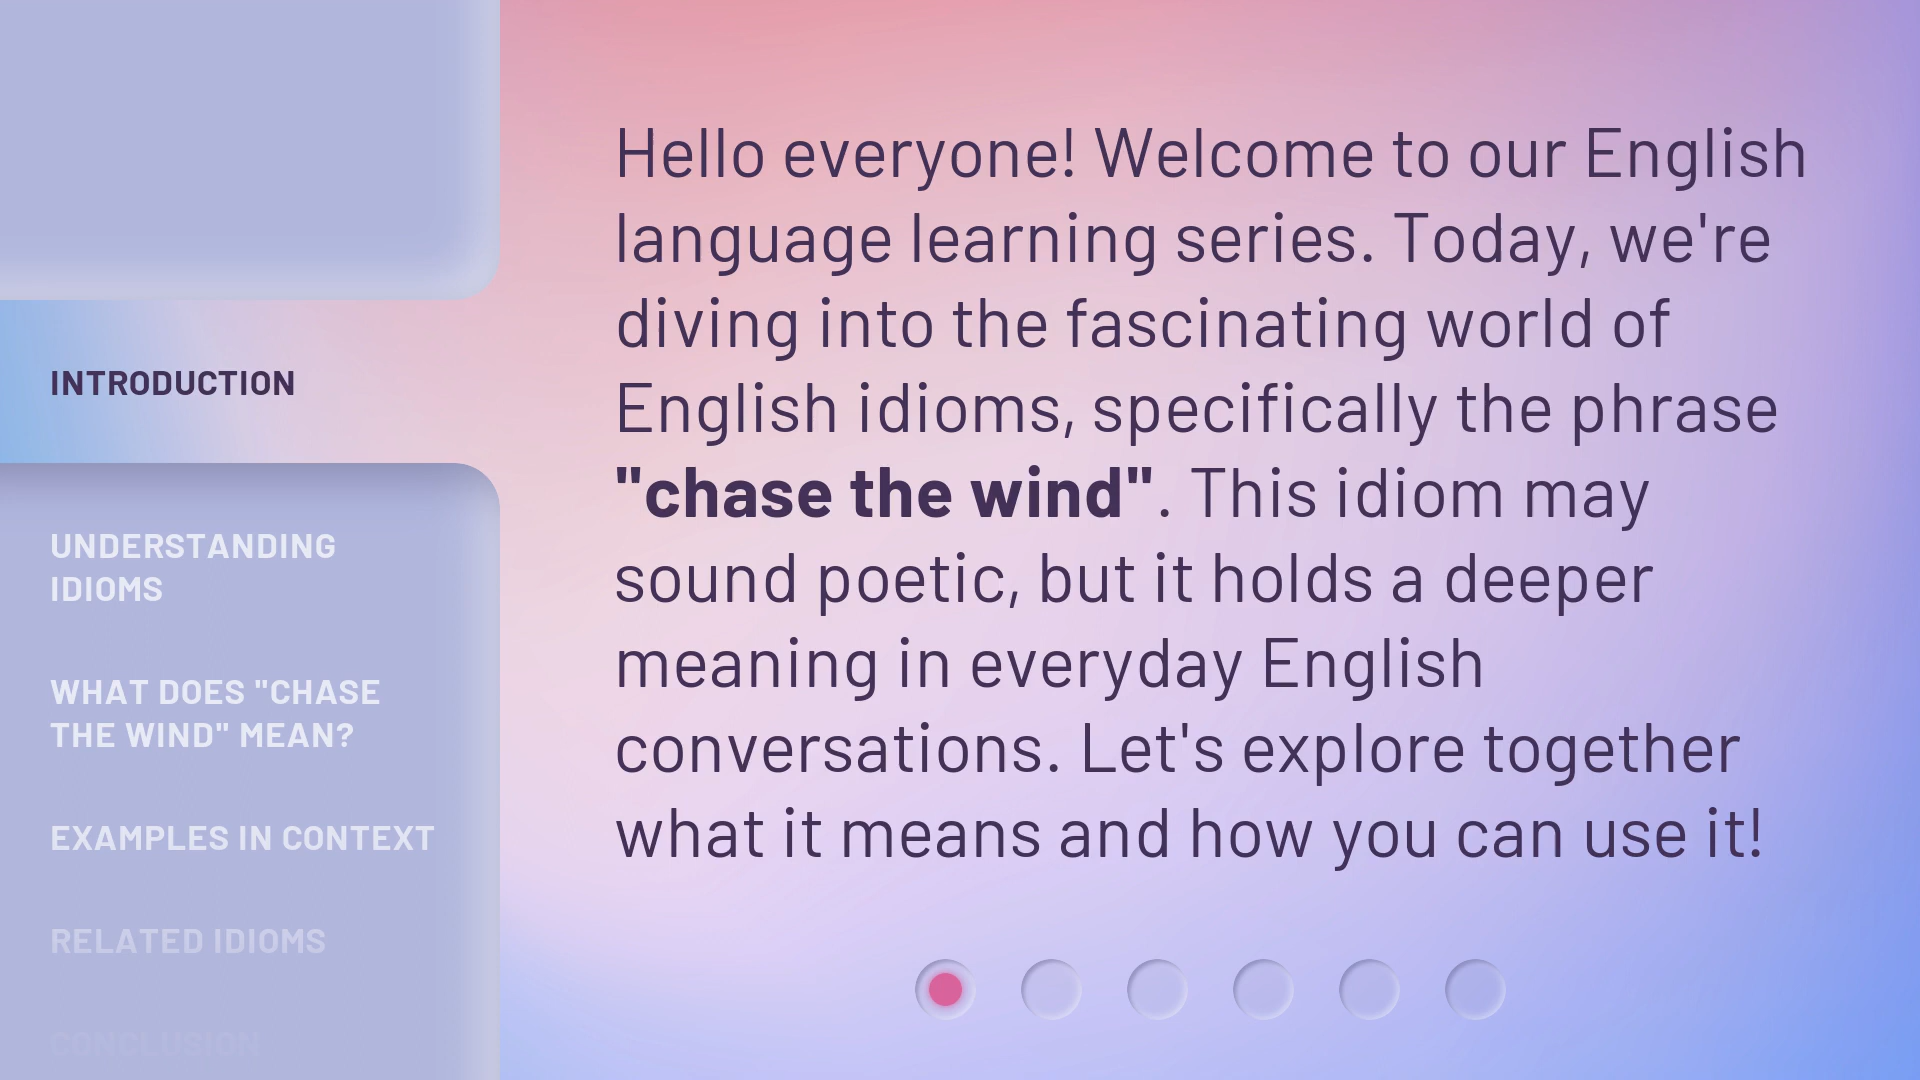 INTRODUCTION
UNDERSTANDING
IDIOMS
WHAT DOES "CHASE
THE WIND" MEAN?
EXAMPLES IN CONTEXT
RELATED IDIOMS
CONCLUSION
Hello everyone! Welcome to our English
language learning series. Today, we're
diving into the fascinating world of
English idioms, specifically the phrase
"chase the wind". This idiom may
sound poetic, but it holds a deeper
meaning in everyday English
conversations. Let's explore together
what it means and how you can use it!